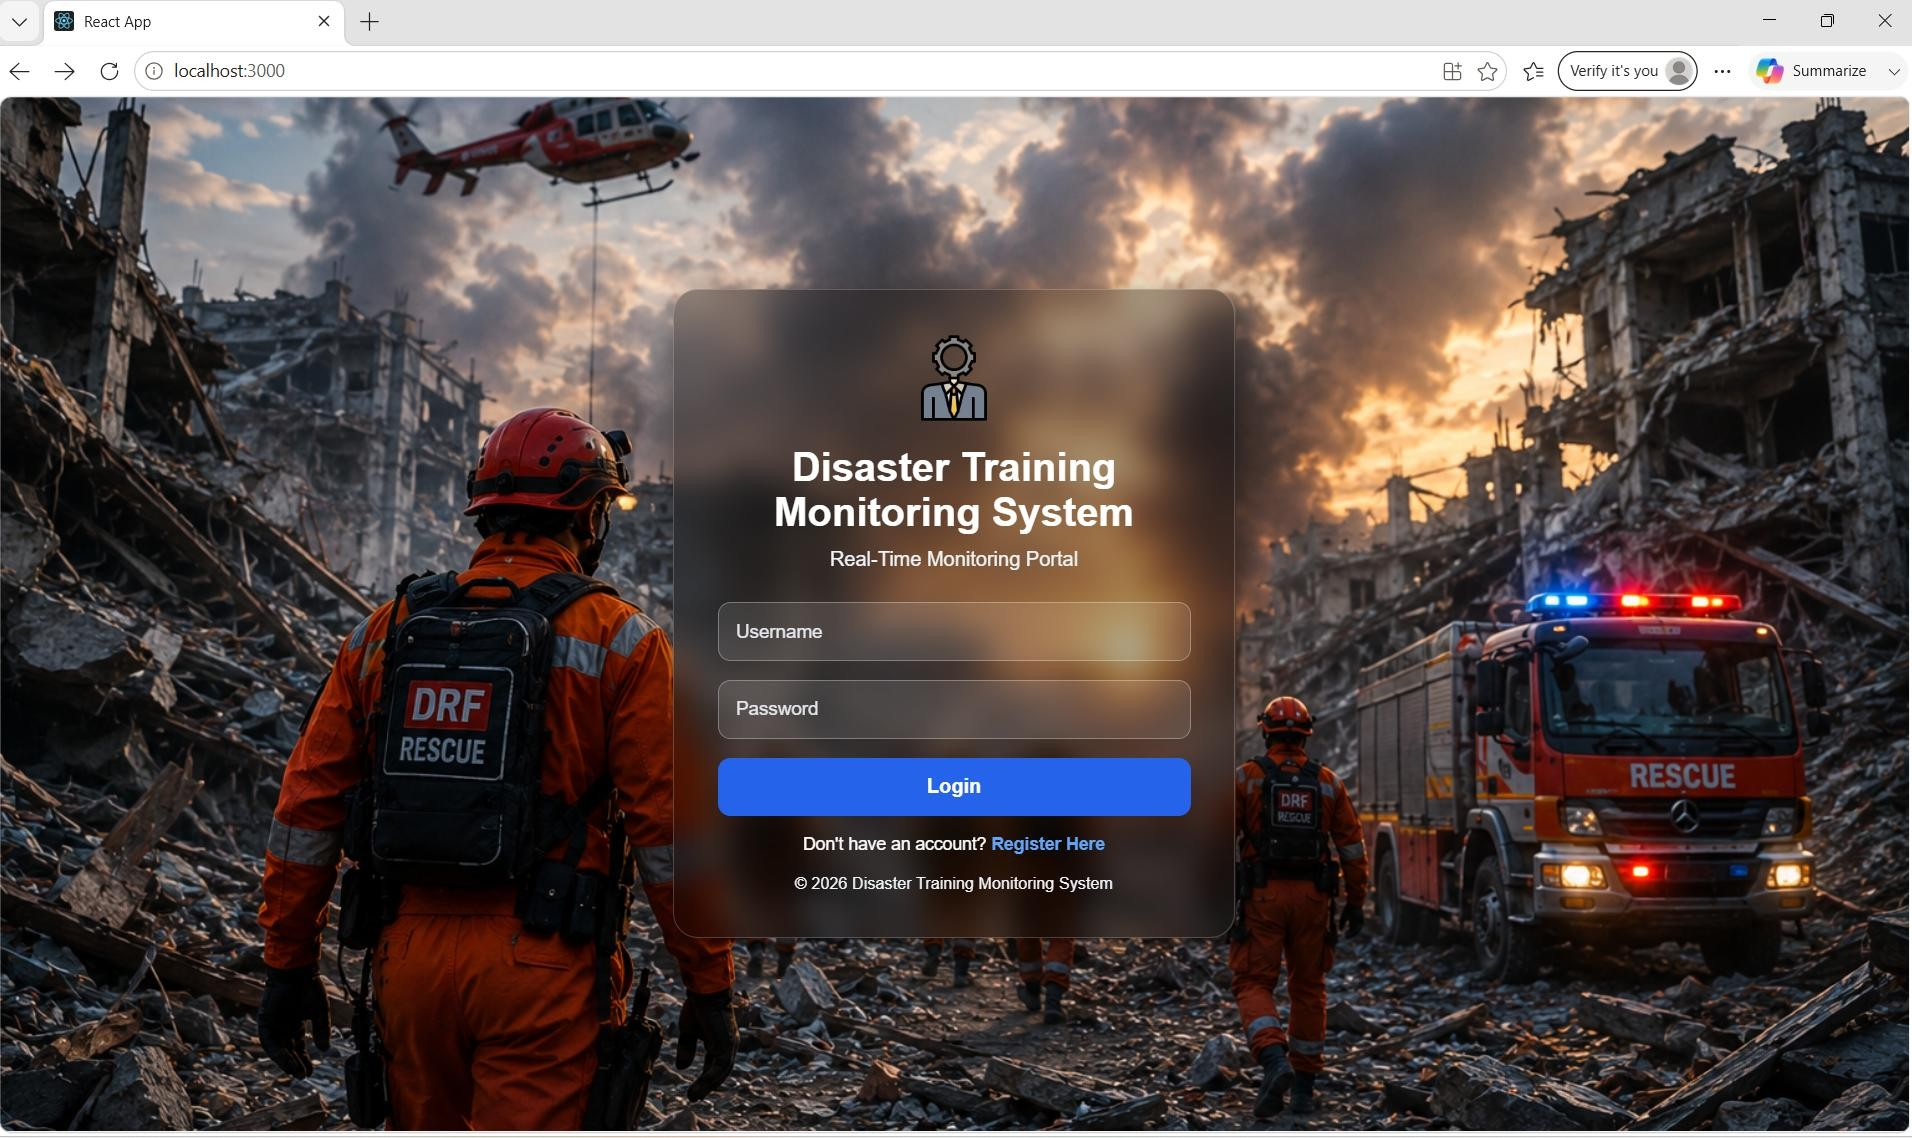 React App
localhost:3000
Verify it's you
Summarize
Disaster Training
Monitoring System
Real-Time Monitoring Portal
Username
Password
Login
Don't have an account? Register Here
© 2026 Disaster Training Monitoring System
DRF
RESCUE
DRF
RESCUE
RESCUE